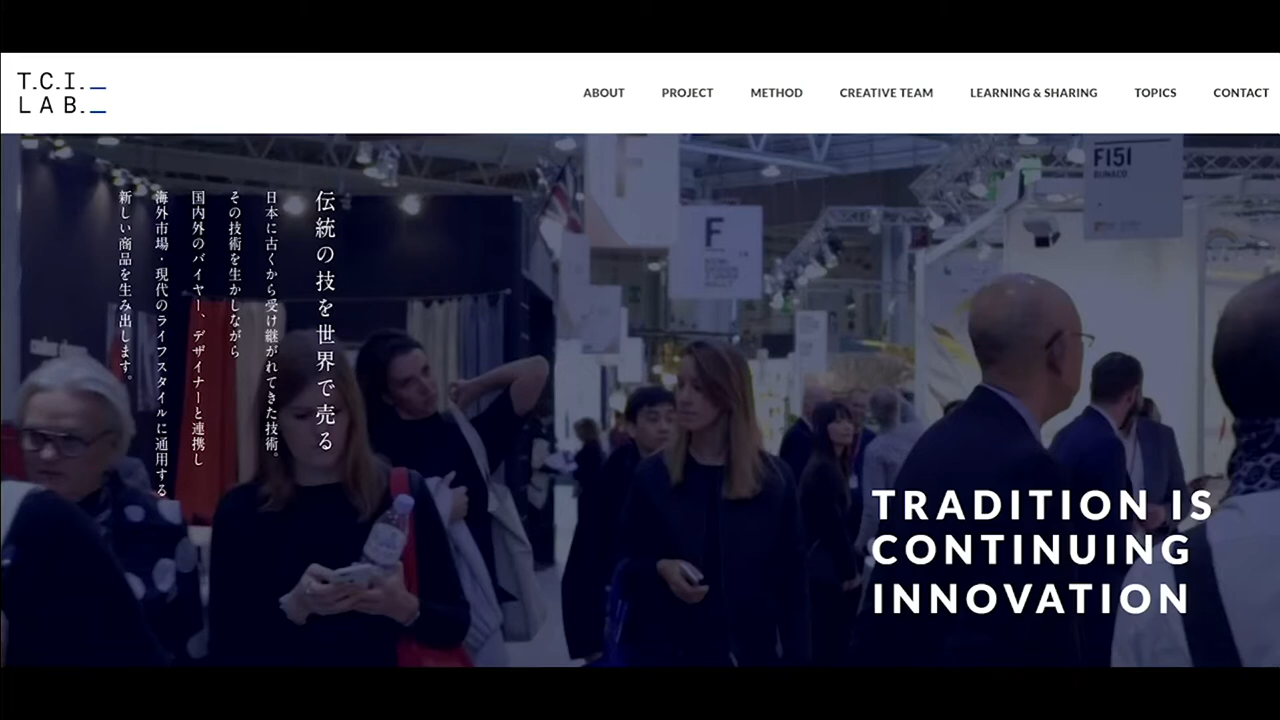 T.C.I.
LAB.
ABOUT
PROJECT
METHOD
CREATIVE TEAM
LEARNING & SHARING
TOPICS
CONTACT
伝統の技を世界で売る
日本に古くから受け継がれてきた技術。
その技術を生かしながら
国内外のバイヤー、デザイナーと連携し
海外市場・現代のライフスタイルに通用する
新しい商品を生み出します。
F
F151
BUNACO
F
TRADITION IS
CONTINUING
INNOVATION